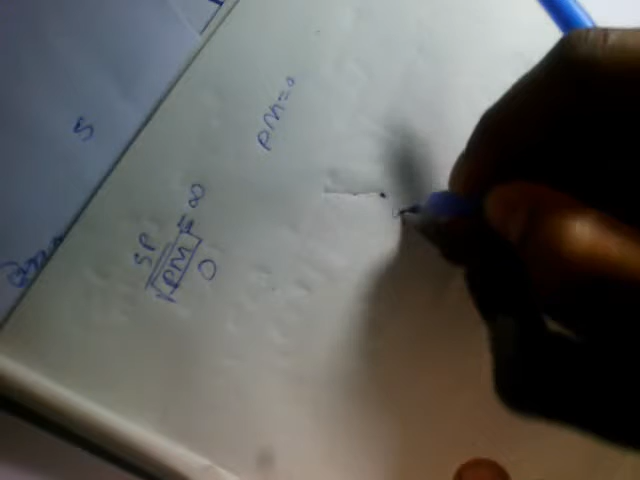 5
PM = 0
SP
√PM = ∞
0